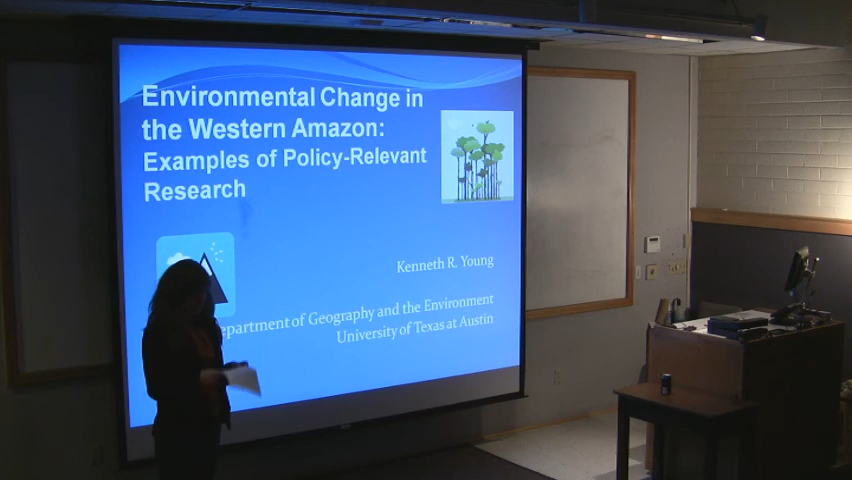 Environmental Change in
the Western Amazon:
Examples of Policy-Relevant
Research
Kenneth R. Young
epartment of Geography and the Environment
University of Texas at Austin